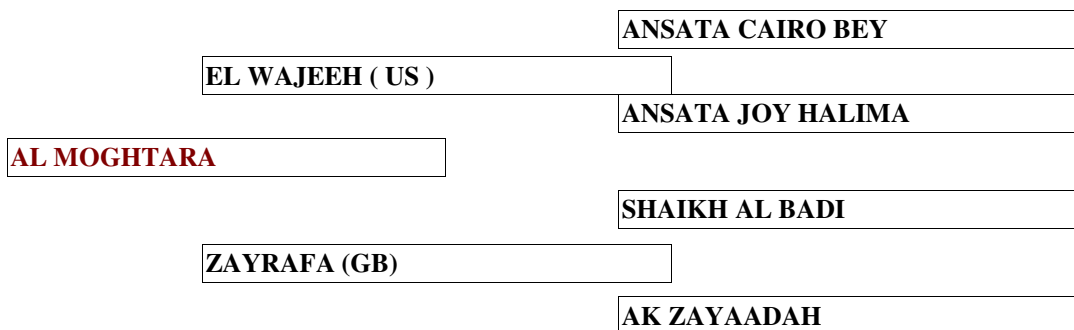 ANSATA CAIRO BEY
EL WAJEEH ( US )
ANSATA JOY HALIMA
AL MOGHTARA
SHAIKH AL BADI
ZAYRAFA (GB)
AK ZAYAADAH